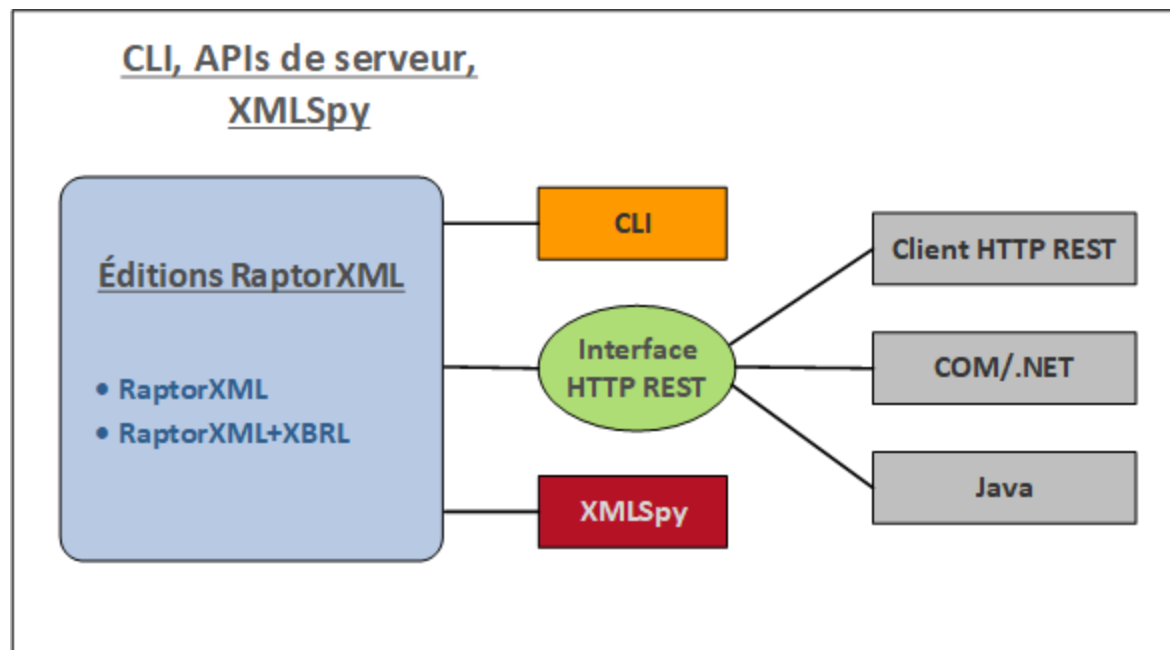 CLI, APIs de serveur,
XMLSpy
Éditions RaptorXML
• RaptorXML
• RaptorXML+XBRL
CLI
Interface
HTTP REST
XMLSpy
Client HTTP REST
COM/.NET
Java